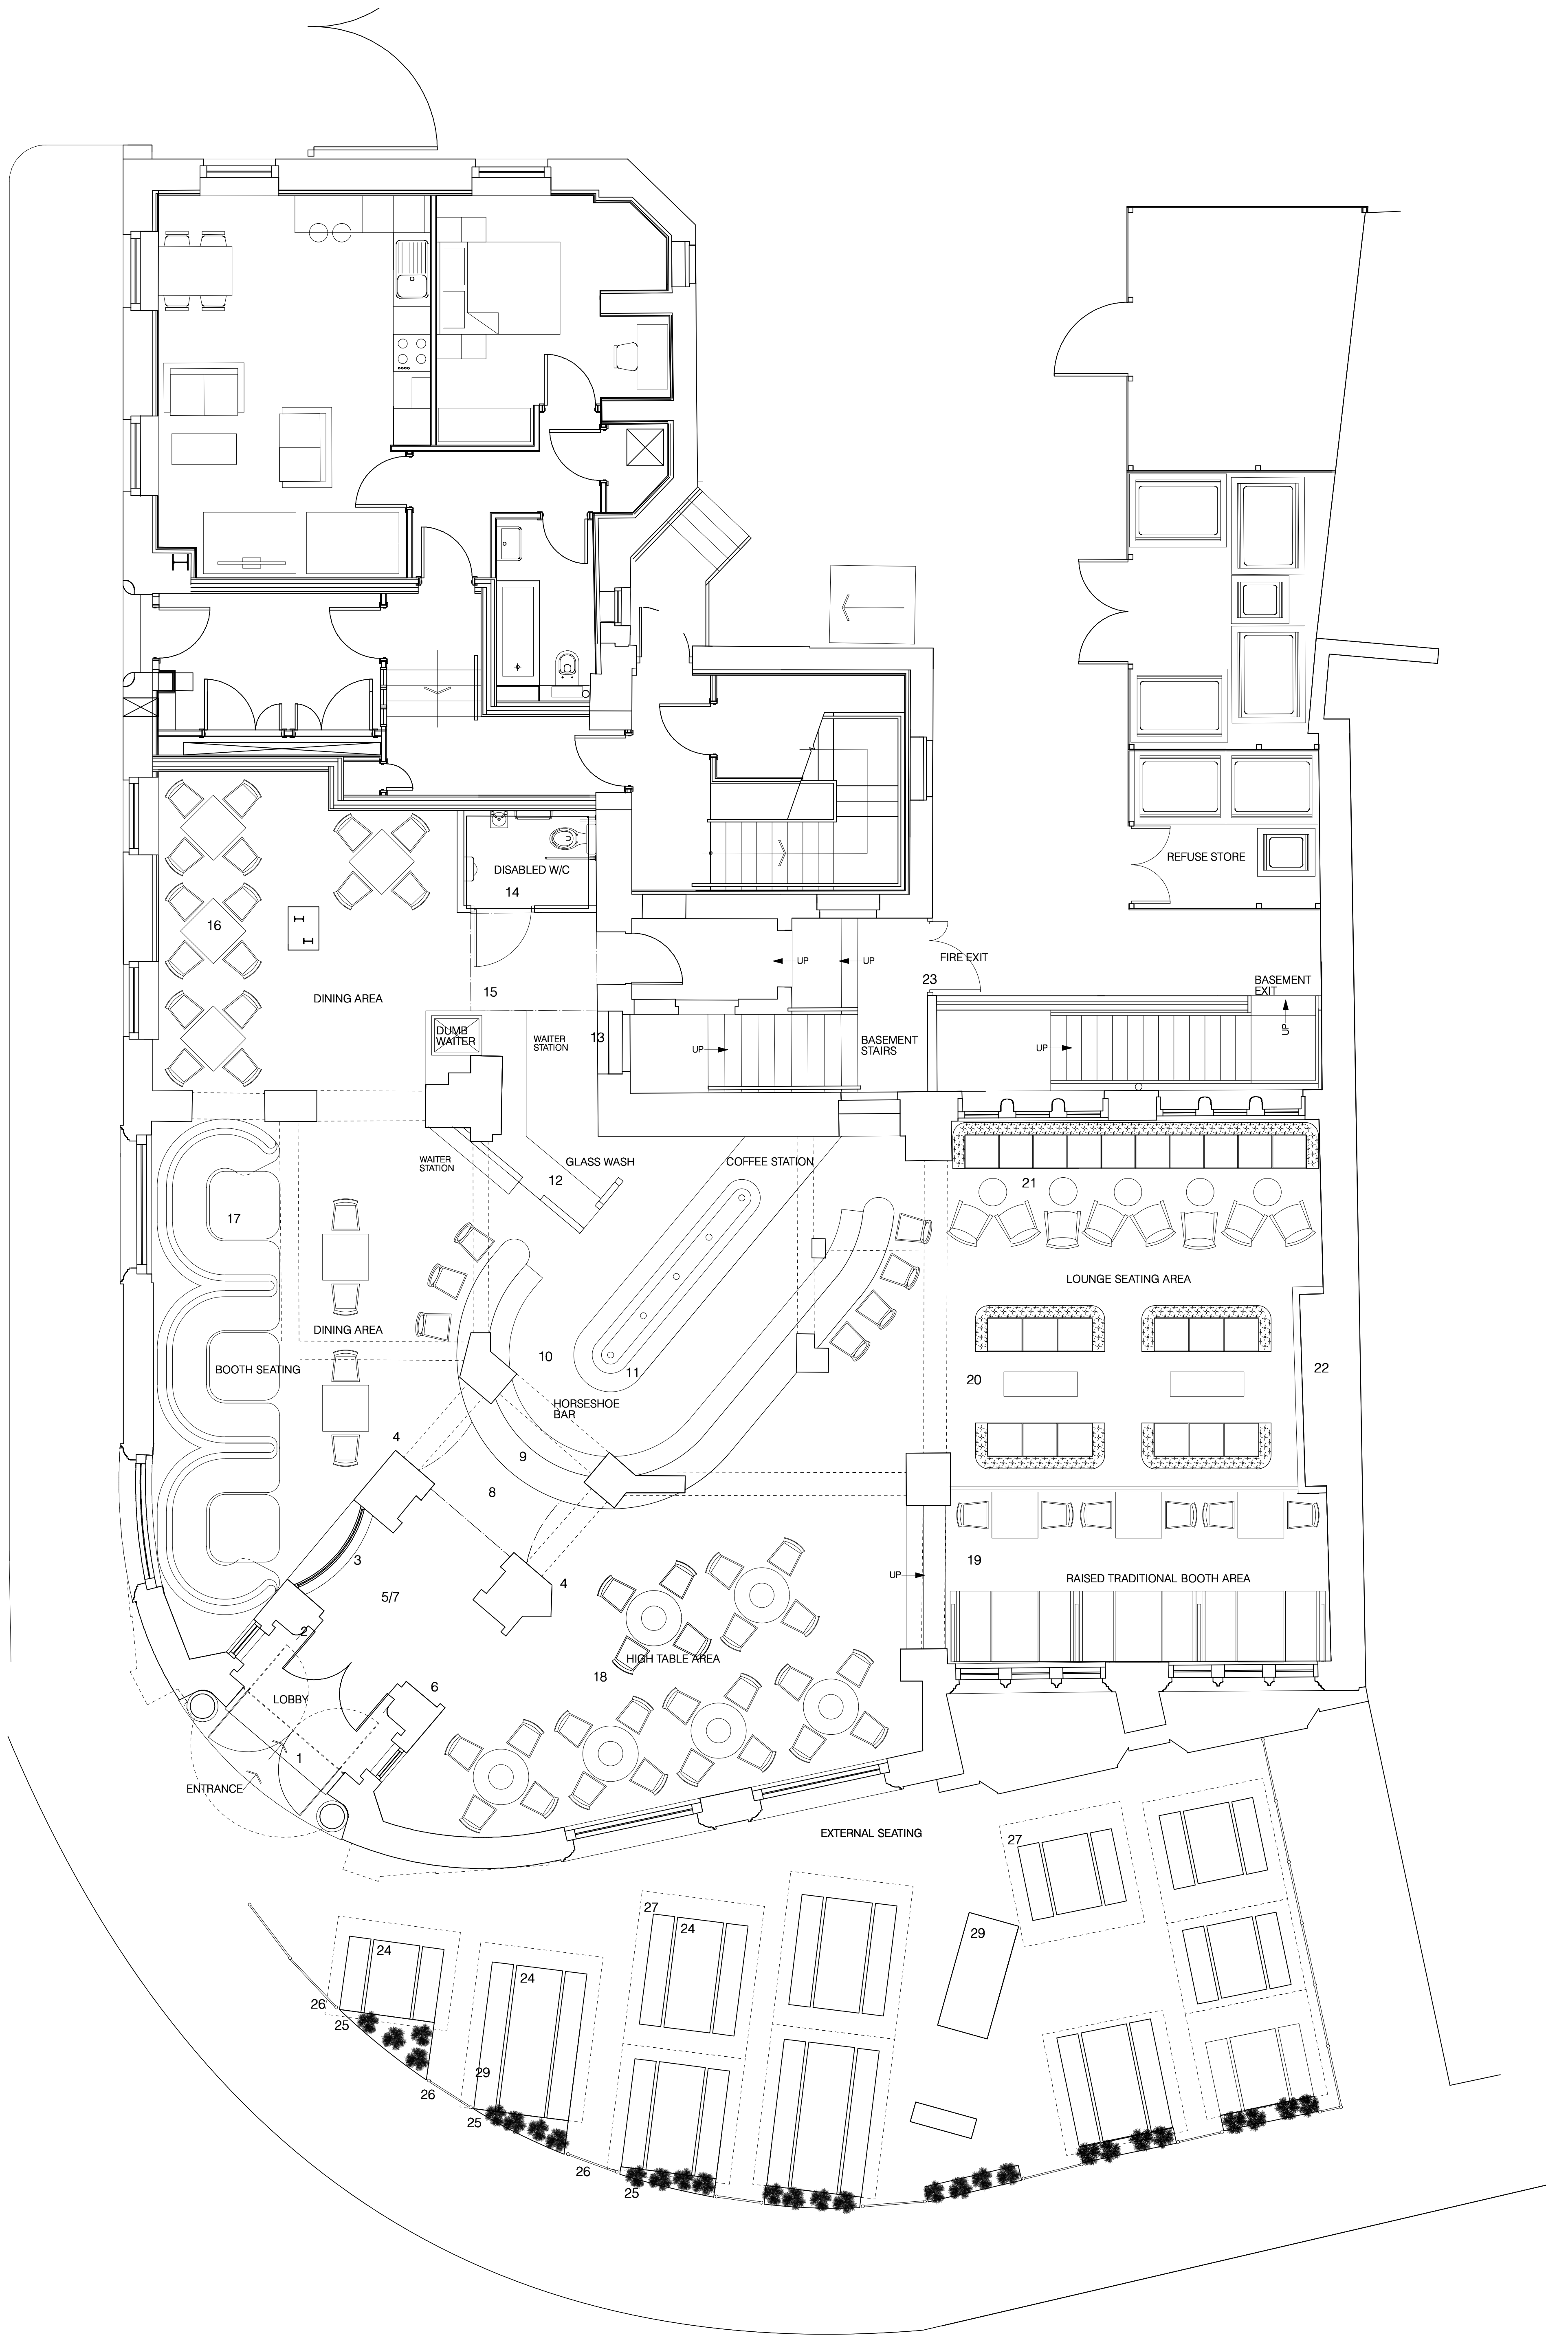 REFUSE STORE
DISABLED W/C
14
16
UP
UP
FIRE EXIT
23
BASEMENT
EXIT
UP
15
DINING AREA
DUMB
WAITER
WAITER
STATION
13
UP
BASEMENT
STAIRS
UP
WAITER
STATION
GLASS WASH
COFFEE STATION
12
21
17
LOUNGE SEATING AREA
DINING AREA
BOOTH SEATING
10
11
22
20
HORSESHOE
BAR
4
9
8
3
19
UP
RAISED TRADITIONAL BOOTH AREA
4
5/7
2
HIGH TABLE AREA
18
6
LOBBY
1
ENTRANCE
EXTERNAL SEATING
27
27
24
29
24
24
26
25
29
26
25
26
25